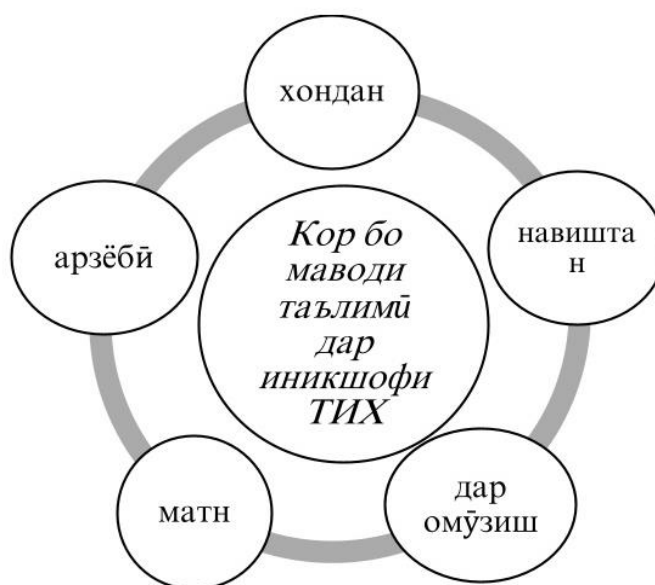 хондан
навишта
н
дар
омӯзиш
матн
арзёбӣ
Кор бо
маводи
таълимӣ
дар
иникшофи
ТИХ